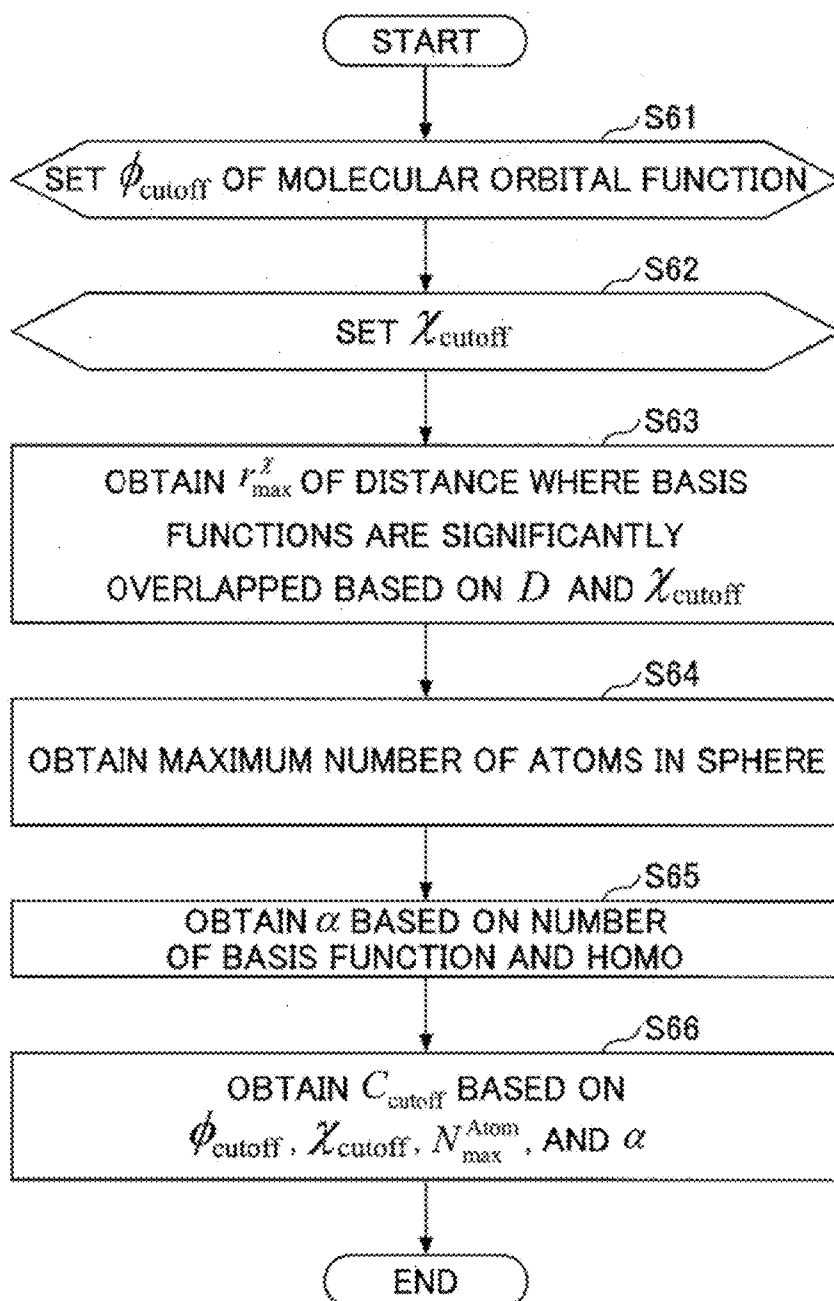 START
S61
SET ϕcutoff OF MOLECULAR ORBITAL FUNCTION
S62
SET χcutoff
S63
OBTAIN r^χ_max OF DISTANCE WHERE BASIS
FUNCTIONS ARE SIGNIFICANTLY
OVERLAPPED BASED ON D AND χcutoff
S64
OBTAIN MAXIMUM NUMBER OF ATOMS IN SPHERE
S65
OBTAIN α BASED ON NUMBER
OF BASIS FUNCTION AND HOMO
S66
OBTAIN Ccutoff BASED ON
ϕcutoff, χcutoff, N^Atom_max, AND α
END